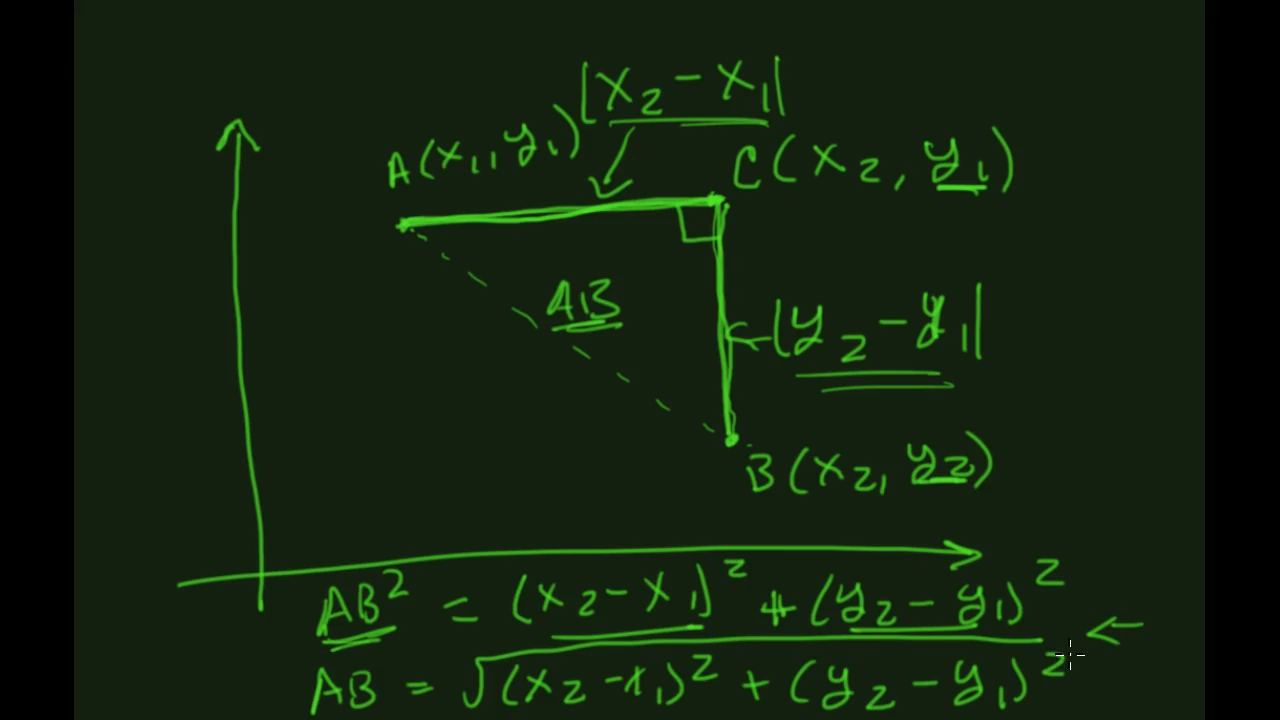 |x₂ - x₁|
A(x₁, y₁)
C(x₂, y₁)
AB
|y₂ - y₁|
B(x₂, y₂)
AB² = (x₂ - x₁)² + (y₂ - y₁)²
AB = √(x₂ - x₁)² + (y₂ - y₁)²